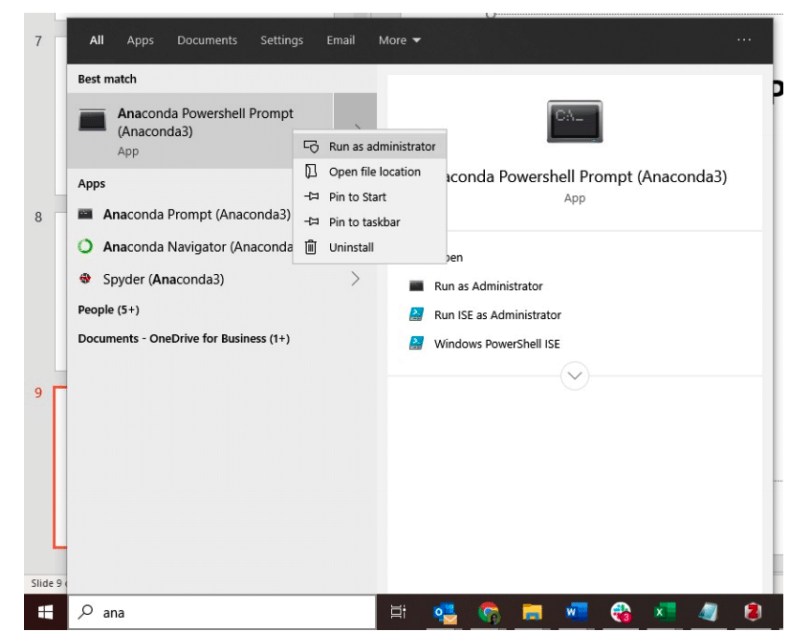 7
All Apps Documents Settings Email More
...
Best match
Anaconda Powershell Prompt
(Anaconda3)
App
Run as administrator
Open file location
Pin to Start
Pin to taskbar
Uninstall
Apps
Anaconda Prompt (Anaconda3)
Anaconda Navigator (Anaconda
Spyder (Anaconda3)
People (5+)
Documents - OneDrive for Business (1+)
C:\_
aconda Powershell Prompt (Anaconda3)
App
pen
Run as Administrator
Run ISE as Administrator
Windows PowerShell ISE
8
9
Slide 9
ana